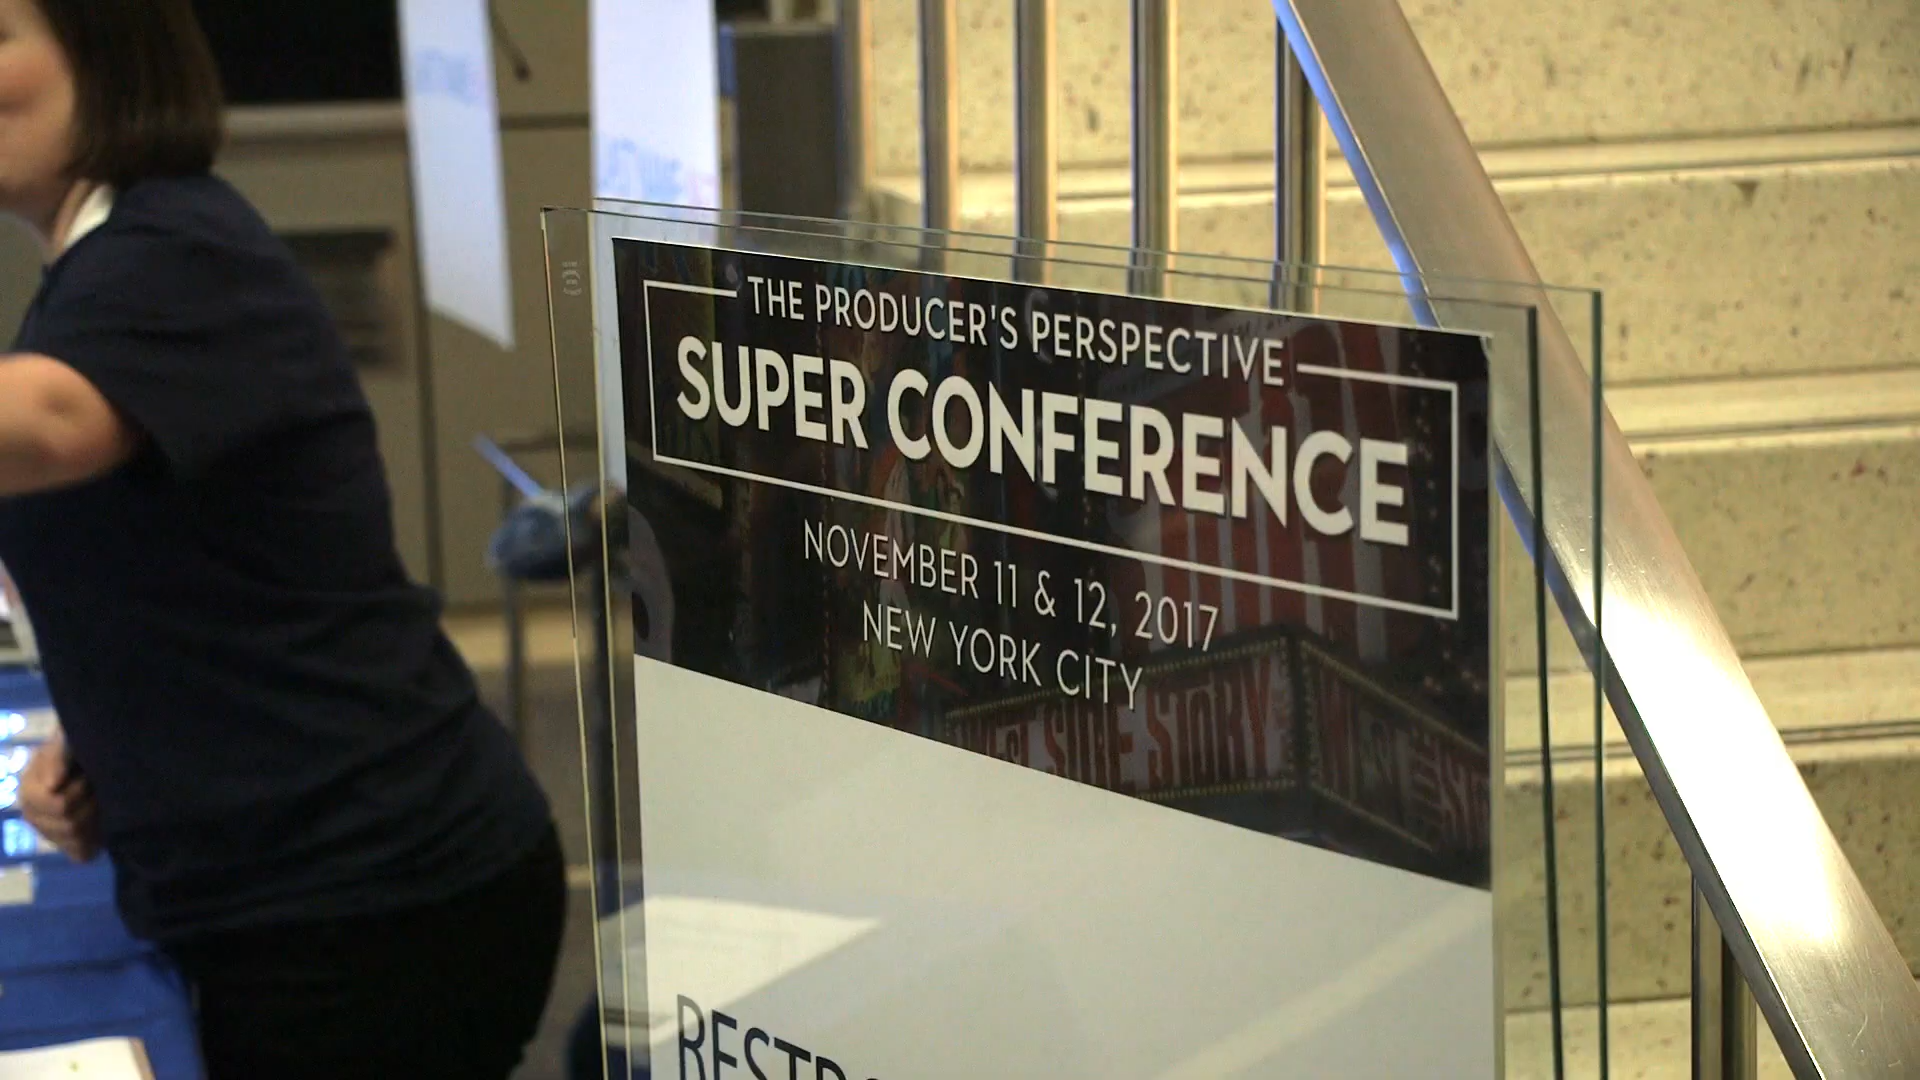 THE PRODUCER'S PERSPECTIVE
SUPER CONFERENCE
NOVEMBER 11 & 12, 2017
NEW YORK CITY
WEST SIDE STORY